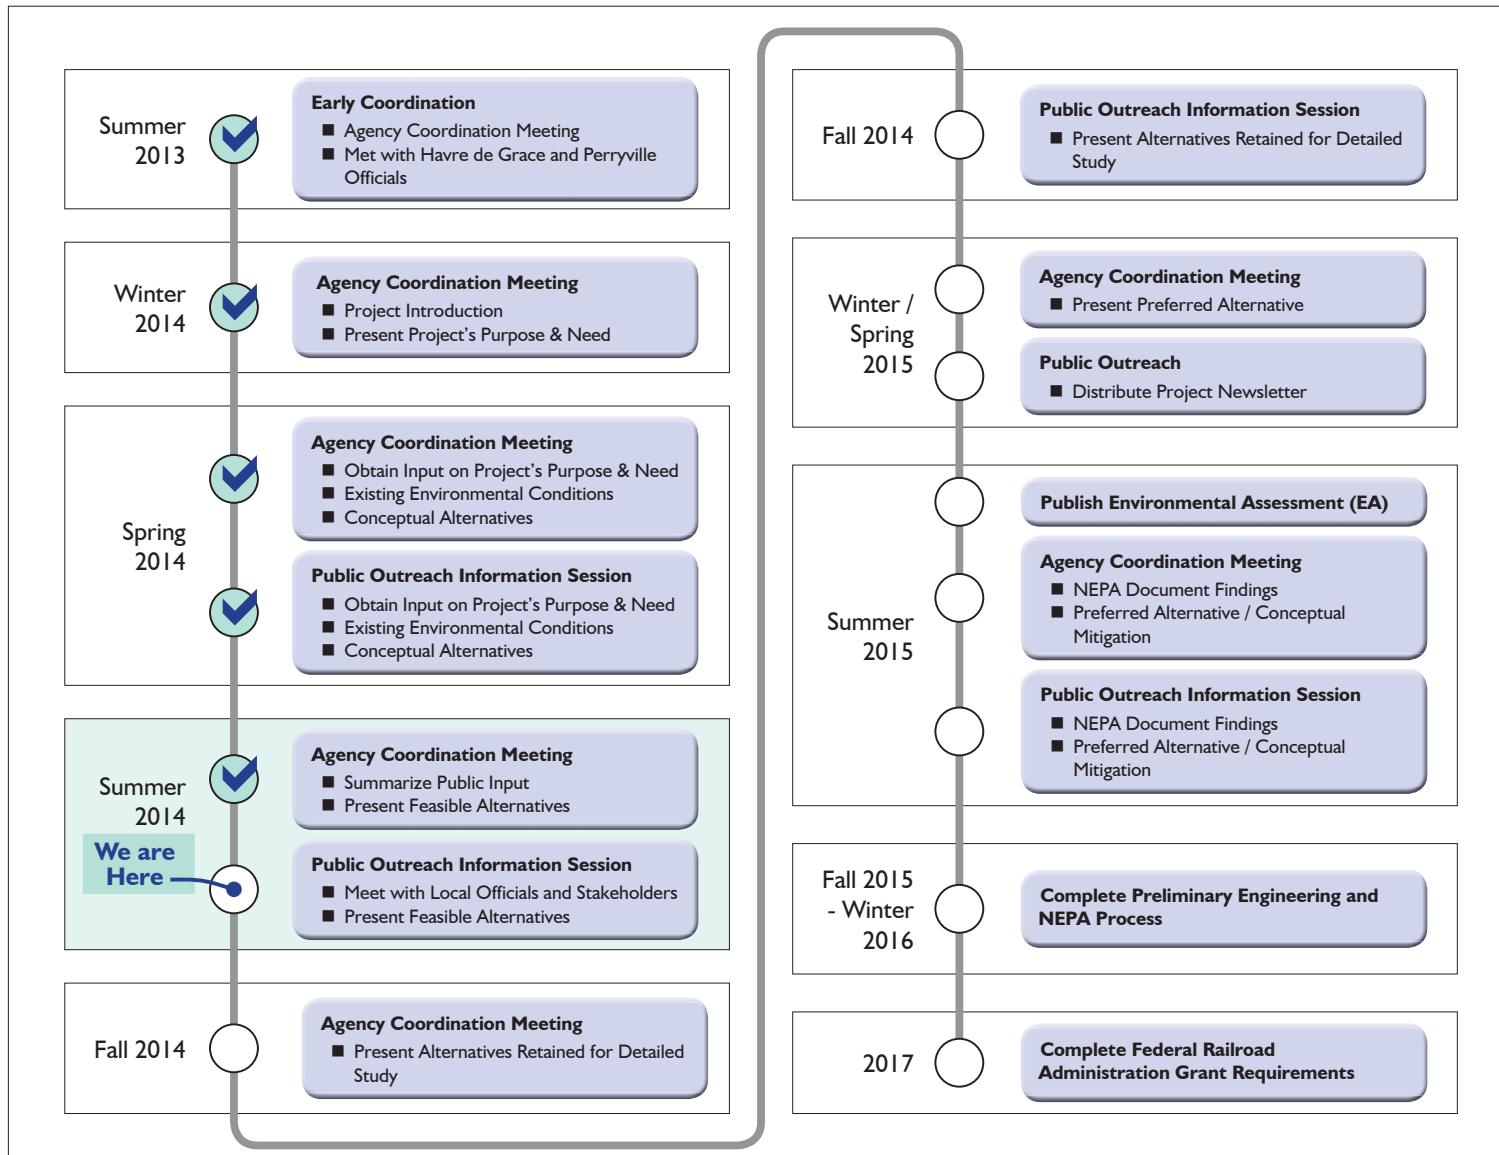 Summer
2013
Early Coordination
■ Agency Coordination Meeting
■ Met with Havre de Grace and Perryville
Officials
Winter
2014
Agency Coordination Meeting
■ Project Introduction
■ Present Project's Purpose & Need
Spring
2014
Agency Coordination Meeting
■ Obtain Input on Project's Purpose & Need
■ Existing Environmental Conditions
■ Conceptual Alternatives
Public Outreach Information Session
■ Obtain Input on Project's Purpose & Need
■ Existing Environmental Conditions
■ Conceptual Alternatives
Summer
2014
Agency Coordination Meeting
■ Summarize Public Input
■ Present Feasible Alternatives
We are
Here
Public Outreach Information Session
■ Meet with Local Officials and Stakeholders
■ Present Feasible Alternatives
Fall 2014
Agency Coordination Meeting
■ Present Alternatives Retained for Detailed
Study
Fall 2014
Public Outreach Information Session
■ Present Alternatives Retained for Detailed
Study
Winter /
Spring
2015
Agency Coordination Meeting
■ Present Preferred Alternative
Public Outreach
■ Distribute Project Newsletter
Summer
2015
Publish Environmental Assessment (EA)
Agency Coordination Meeting
■ NEPA Document Findings
■ Preferred Alternative / Conceptual
Mitigation
Public Outreach Information Session
■ NEPA Document Findings
■ Preferred Alternative / Conceptual
Mitigation
Fall 2015
- Winter
2016
Complete Preliminary Engineering and
NEPA Process
2017
Complete Federal Railroad
Administration Grant Requirements